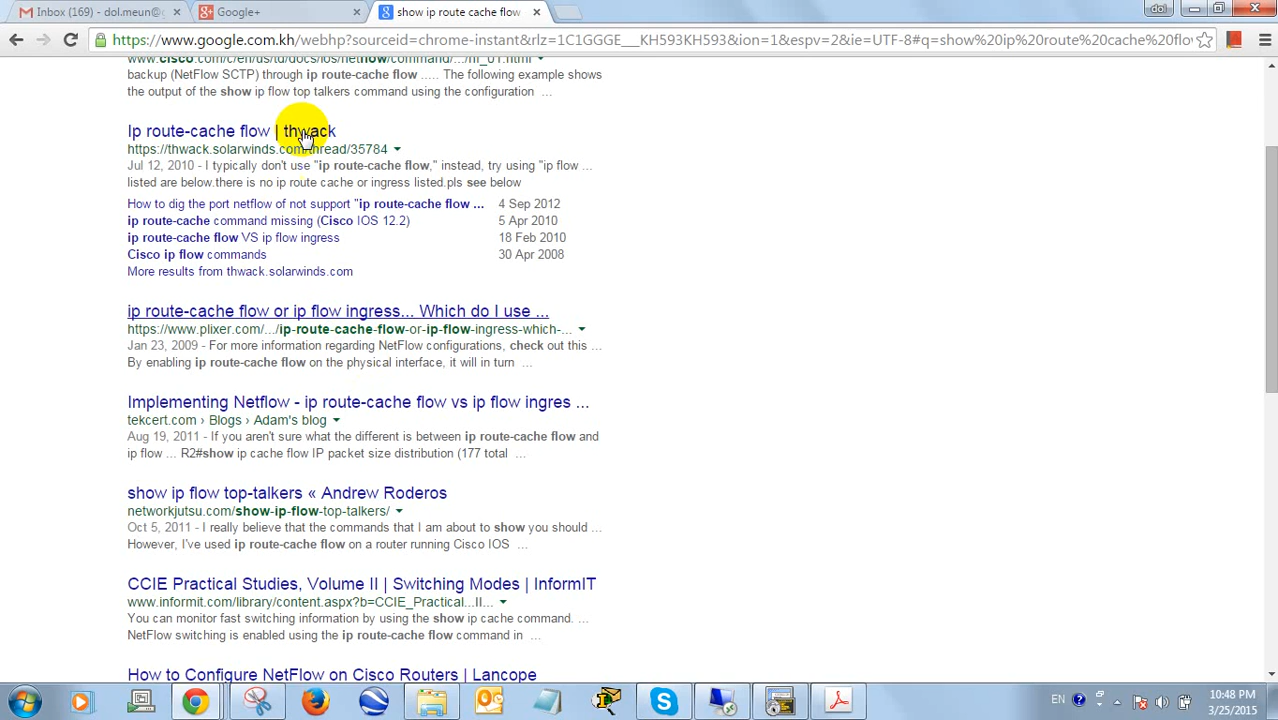 Inbox (169) - dol.meun@g
Google+
show ip route cache flow
dol
https://www.google.com.kh/webhp?sourceid=chrome-instant&rlz=1C1GGGE___KH593KH593&ion=1&espv=2&ie=UTF-8#q=show%20ip%20route%20cache%20flo
www.cisco.com/c/en/us/td/docs/ios/netflow/command/.../nf_01.html
backup (NetFlow SCTP) through ip route-cache flow ..... The following example shows
the output of the show ip flow top talkers command using the configuration ...
Ip route-cache flow | thwack
https://thwack.solarwinds.com/thread/35784
Jul 12, 2010 - I typically don't use "ip route-cache flow," instead, try using "ip flow ...
listed are below.there is no ip route cache or ingress listed.pls see below
How to dig the port netflow of not support "ip route-cache flow ... 4 Sep 2012
ip route-cache command missing (Cisco IOS 12.2) 5 Apr 2010
ip route-cache flow VS ip flow ingress 18 Feb 2010
Cisco ip flow commands 30 Apr 2008
More results from thwack.solarwinds.com
ip route-cache flow or ip flow ingress... Which do I use ...
https://www.plixer.com/.../ip-route-cache-flow-or-ip-flow-ingress-which-...
Jan 23, 2009 - For more information regarding NetFlow configurations, check out this ...
By enabling ip route-cache flow on the physical interface, it will in turn ...
Implementing Netflow - ip route-cache flow vs ip flow ingres ...
tekcert.com › Blogs › Adam's blog
Aug 19, 2011 - If you aren't sure what the different is between ip route-cache flow and
ip flow ... R2#show ip cache flow IP packet size distribution (177 total ...
show ip flow top-talkers « Andrew Roderos
networkjutsu.com/show-ip-flow-top-talkers/
Oct 5, 2011 - I really believe that the commands that I am about to show you should ...
However, I've used ip route-cache flow on a router running Cisco IOS ...
CCIE Practical Studies, Volume II | Switching Modes | InformIT
www.informit.com/library/content.aspx?b=CCIE_Practical...II...
You can monitor fast switching information by using the show ip cache command. ...
NetFlow switching is enabled using the ip route-cache flow command in ...
How to Configure NetFlow on Cisco Routers | Lancope
EN
10:48 PM
3/25/2015